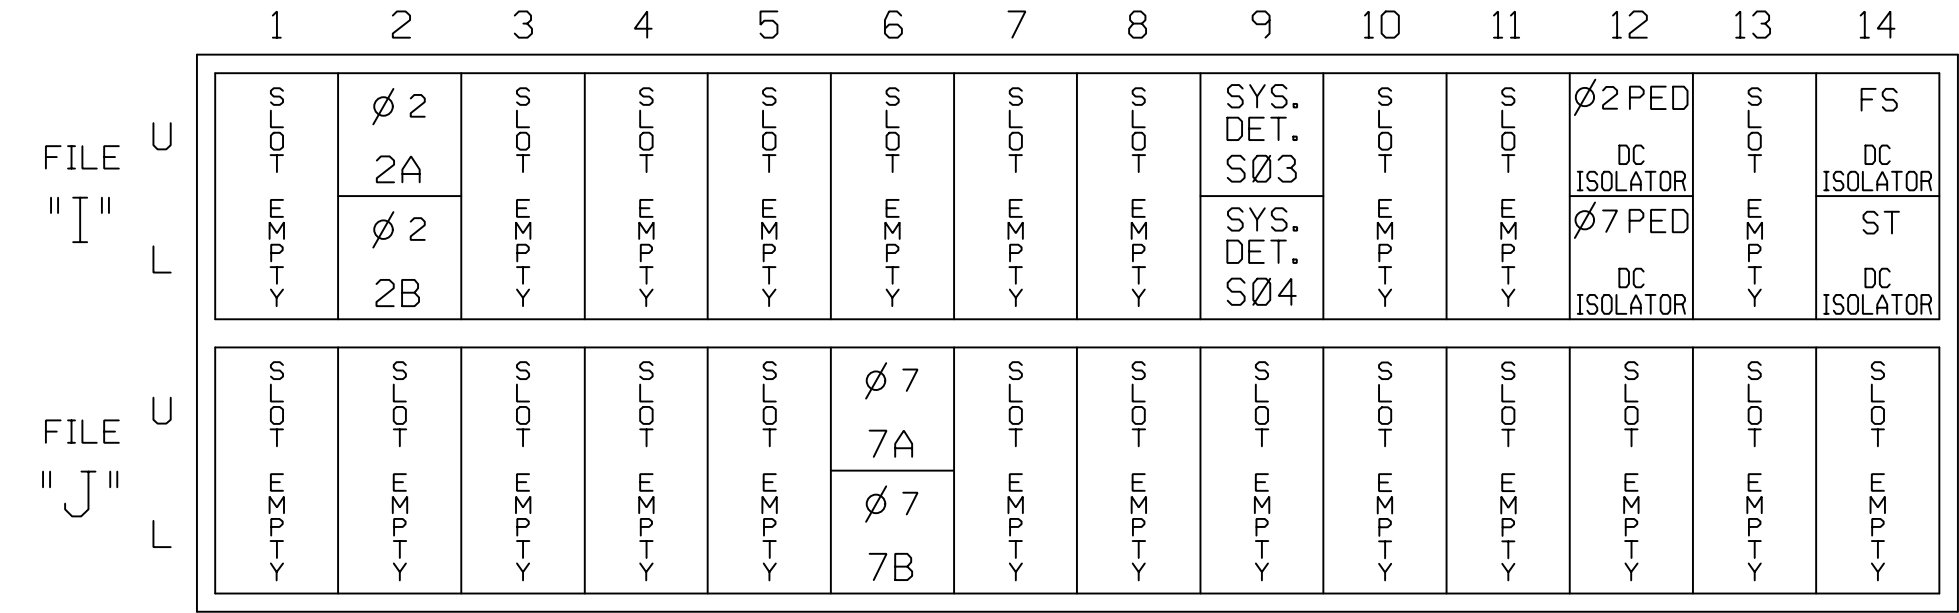 1 2 3 4 5 6 7 8 9 10 11 12 13 14
FILE
"I"
U
L
SLOT EMPTY
Ø 2
2A
Ø 2
2B
SLOT EMPTY
SLOT EMPTY
SLOT EMPTY
SLOT EMPTY
SLOT EMPTY
SLOT EMPTY
SYS.
DET.
SØ3
SYS.
DET.
SØ4
SLOT EMPTY
SLOT EMPTY
Ø2 PED
DC
ISOLATOR
Ø7 PED
DC
ISOLATOR
SLOT EMPTY
FS
DC
ISOLATOR
ST
DC
ISOLATOR
FILE
"J"
U
L
SLOT EMPTY
SLOT EMPTY
SLOT EMPTY
SLOT EMPTY
SLOT EMPTY
Ø 7
7A
Ø 7
7B
SLOT EMPTY
SLOT EMPTY
SLOT EMPTY
SLOT EMPTY
SLOT EMPTY
SLOT EMPTY
SLOT EMPTY
SLOT EMPTY